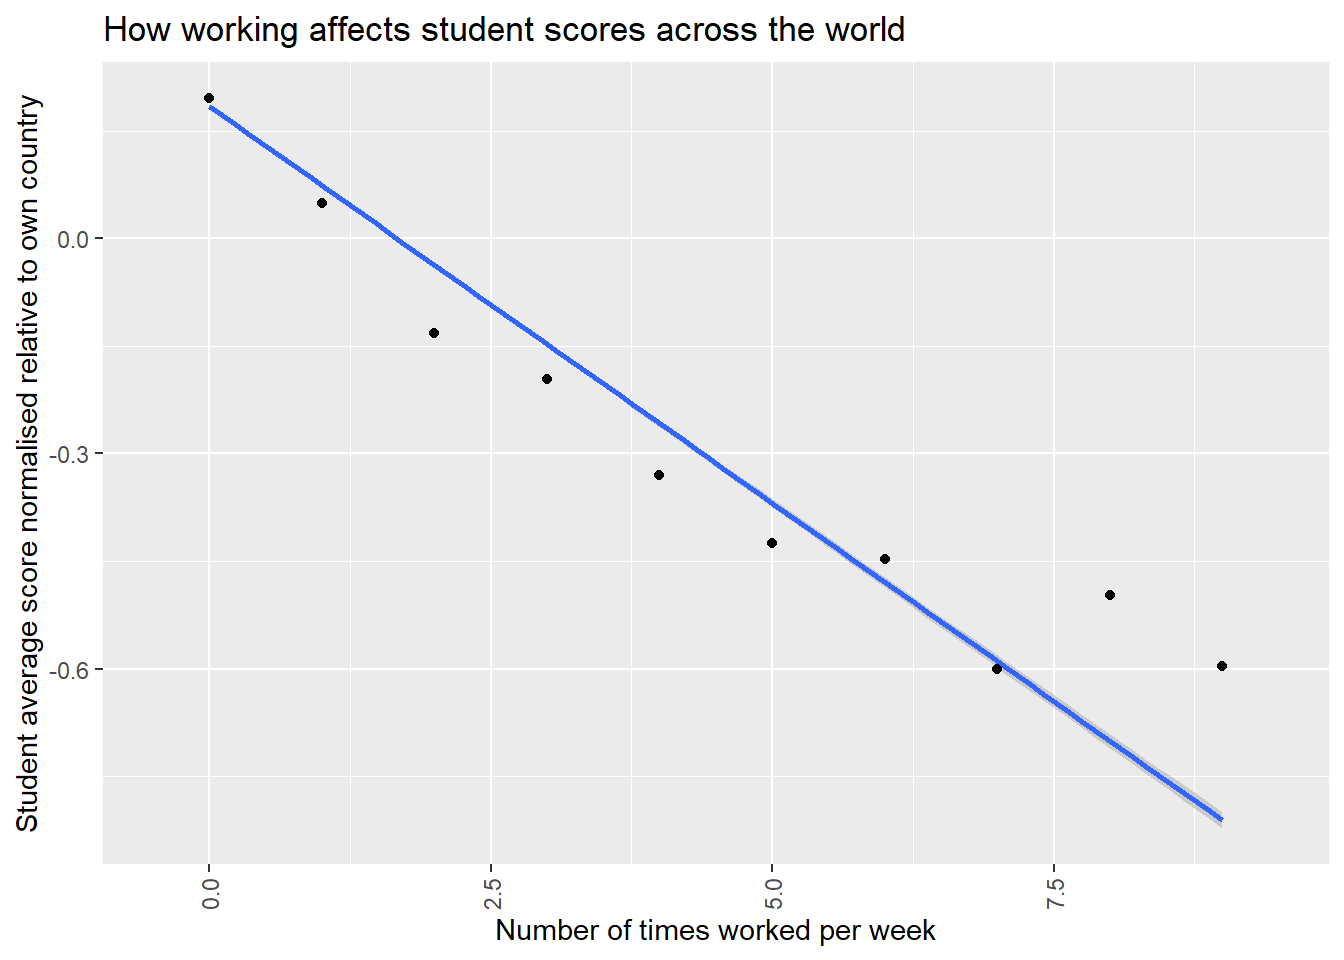 How working affects student scores across the world
Student average score normalised relative to own country
0.0
-0.3
-0.6
0.0
2.5
5.0
7.5
Number of times worked per week